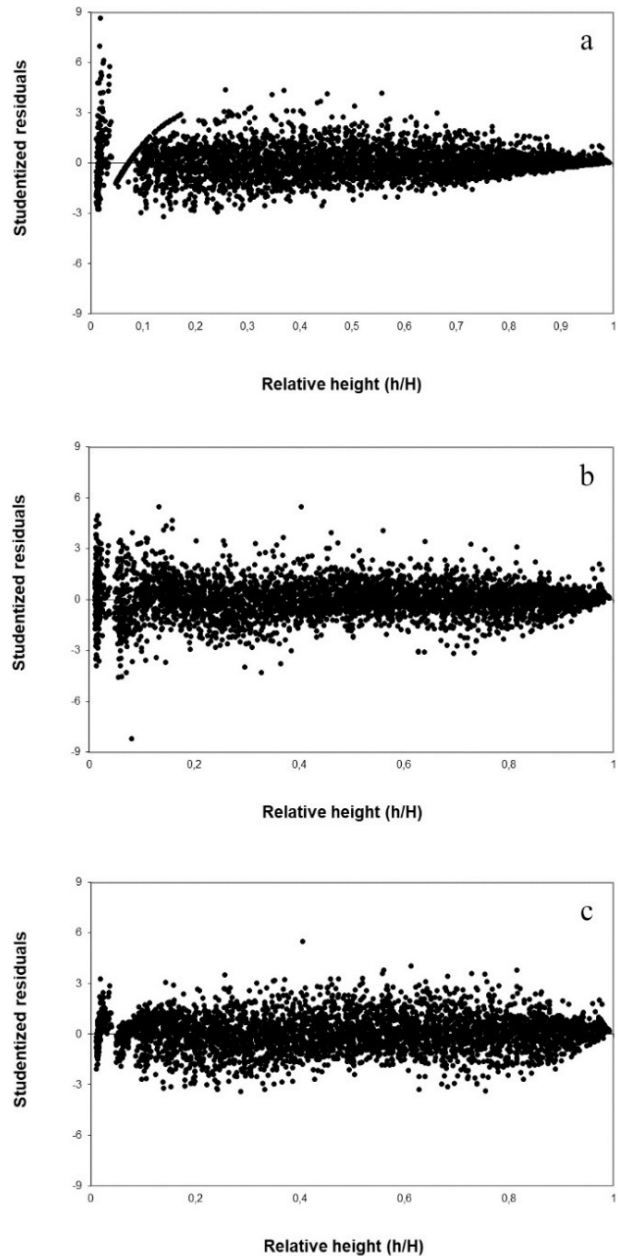 9
a
6
3
0
-3
-6
-9
Studentized residuals
0 0,1 0,2 0,3 0,4 0,5 0,6 0,7 0,8 0,9 1
Relative height (h/H)
9
b
6
3
0
-3
-6
-9
Studentized residuals
0 0,2 0,4 0,6 0,8 1
Relative height (h/H)
9
c
6
3
0
-3
-6
-9
Studentized residuals
0 0,2 0,4 0,6 0,8 1
Relative height (h/H)